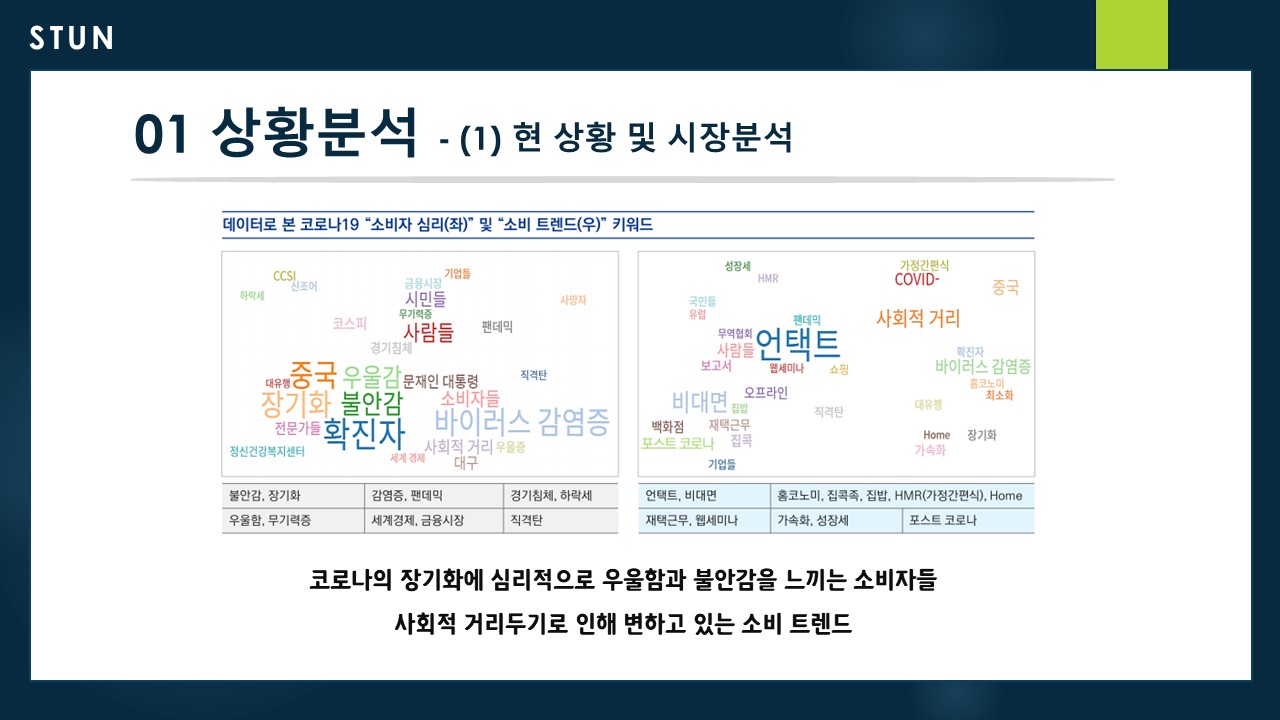 STUN
01 상황분석 - (1) 현 상황 및 시장분석
데이터로 본 코로나19 “소비자 심리(좌)” 및 “소비 트렌드(우)” 키워드
CCSI
신조어
하락세
기업들
금융시장
시민들
사망자
무기력증
코스피
사람들
팬데믹
경기침체
대유행
중국
우울감
문재인 대통령
직격탄
장기화
불안감
소비자들
전문가들
확진자
바이러스 감염증
정신건강복지센터
사회적 거리
우울증
세계 경제
대구
성장세
HMR
가정간편식
COVID-
중국
국민들
유럽
팬데믹
사회적 거리
무역협회
언택트
사람들
보고서
웹세미나
쇼핑
확진자
바이러스 감염증
홈코노미
최소화
오프라인
비대면
집밥
직격탄
대유행
백화점
재택근무
포스트 코로나
집콕
Home
장기화
가속화
기업들
불안감, 장기화 감염증, 팬데믹 경기침체, 하락세
우울함, 무기력증 세계경제, 금융시장 직격탄
언택트, 비대면 홈코노미, 집콕족, 집밥, HMR(가정간편식), Home
재택근무, 웹세미나 가속화, 성장세 포스트 코로나
코로나의 장기화에 심리적으로 우울함과 불안감을 느끼는 소비자들
사회적 거리두기로 인해 변하고 있는 소비 트렌드